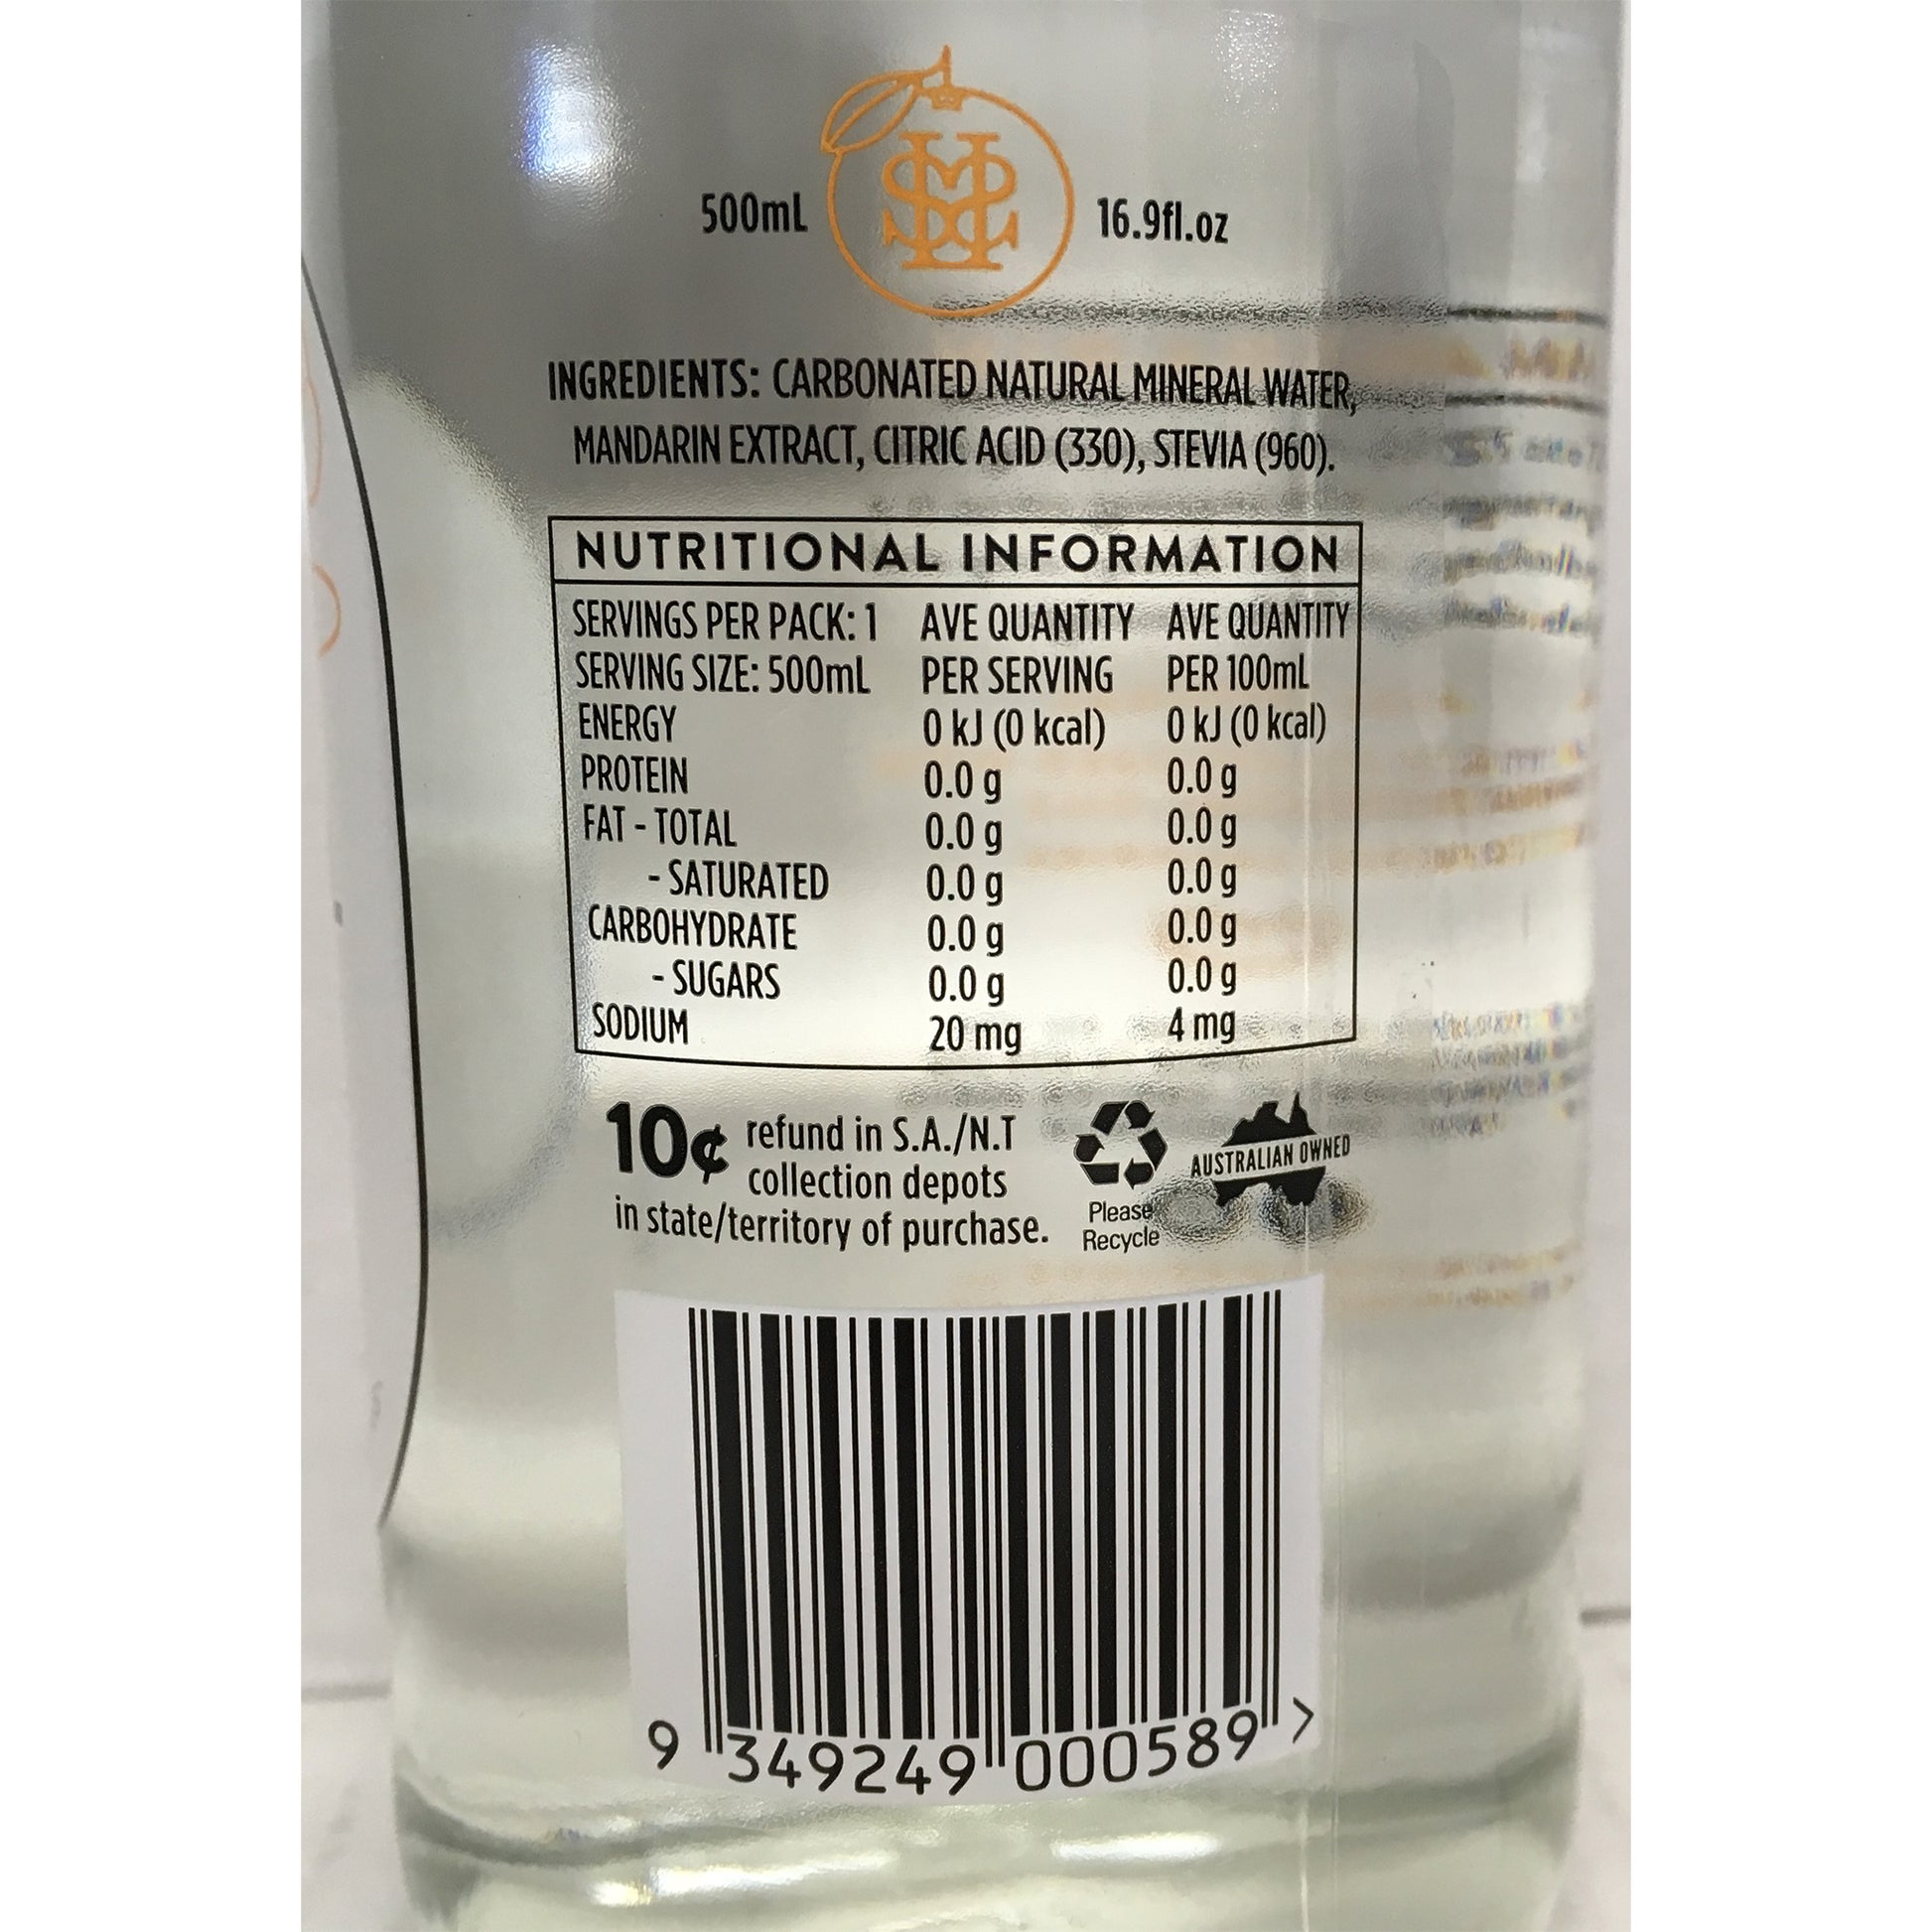 500mL 16.9fl.oz
INGREDIENTS: CARBONATED NATURAL MINERAL WATER,
MANDARIN EXTRACT, CITRIC ACID (330), STEVIA (960).
NUTRITIONAL INFORMATION
SERVINGS PER PACK: 1 AVE QUANTITY AVE QUANTITY
SERVING SIZE: 500mL PER SERVING PER 100mL
ENERGY 0 kJ (0 kcal) 0 kJ (0 kcal)
PROTEIN 0.0 g 0.0 g
FAT - TOTAL 0.0 g 0.0 g
- SATURATED 0.0 g 0.0 g
CARBOHYDRATE 0.0 g 0.0 g
- SUGARS 0.0 g 0.0 g
SODIUM 20 mg 4 mg
10¢ refund in S.A./N.T
collection depots
in state/territory of purchase.
Please
Recycle
AUSTRALIAN OWNED
9 349249 000589 >